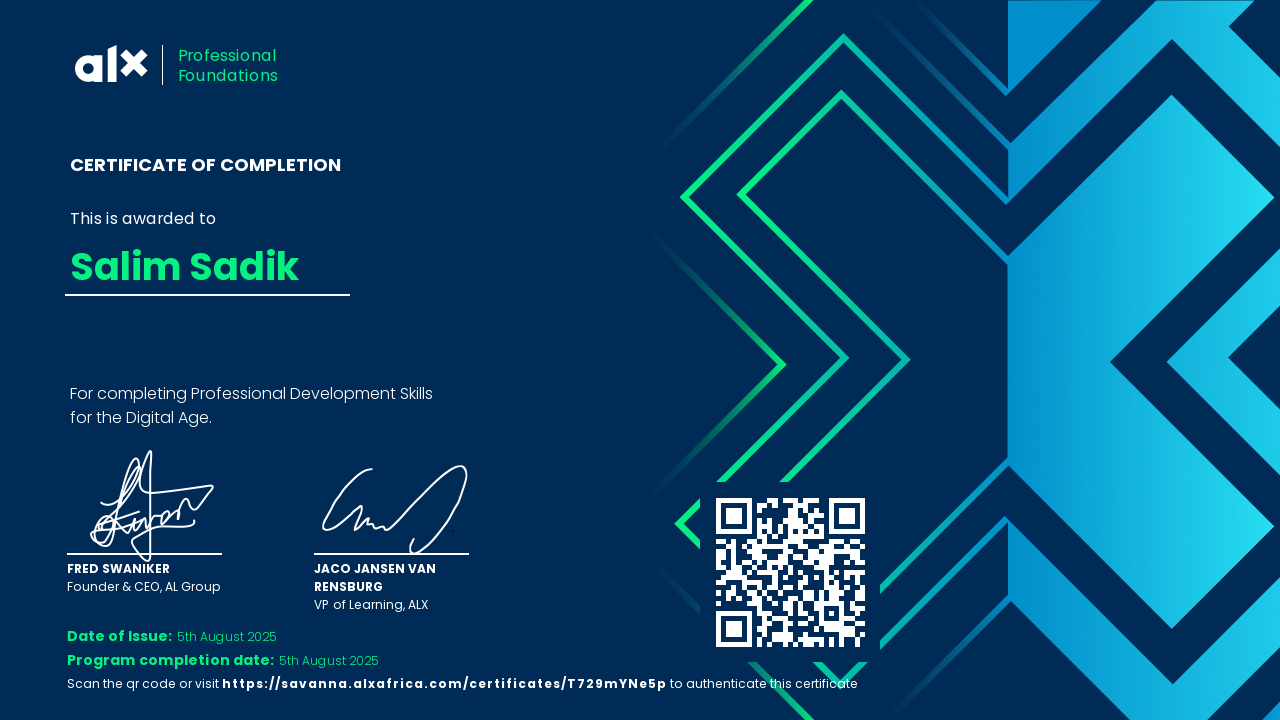 alx
Professional
Foundations
CERTIFICATE OF COMPLETION
This is awarded to
Salim Sadik
For completing Professional Development Skills
for the Digital Age.
FRED SWANIKER
Founder & CEO, AL Group
JACO JANSEN VAN
RENSBURG
VP of Learning, ALX
Date of Issue: 5th August 2025
Program completion date: 5th August 2025
Scan the qr code or visit https://savanna.alxafrica.com/certificates/T729mYNe5p to authenticate this certificate